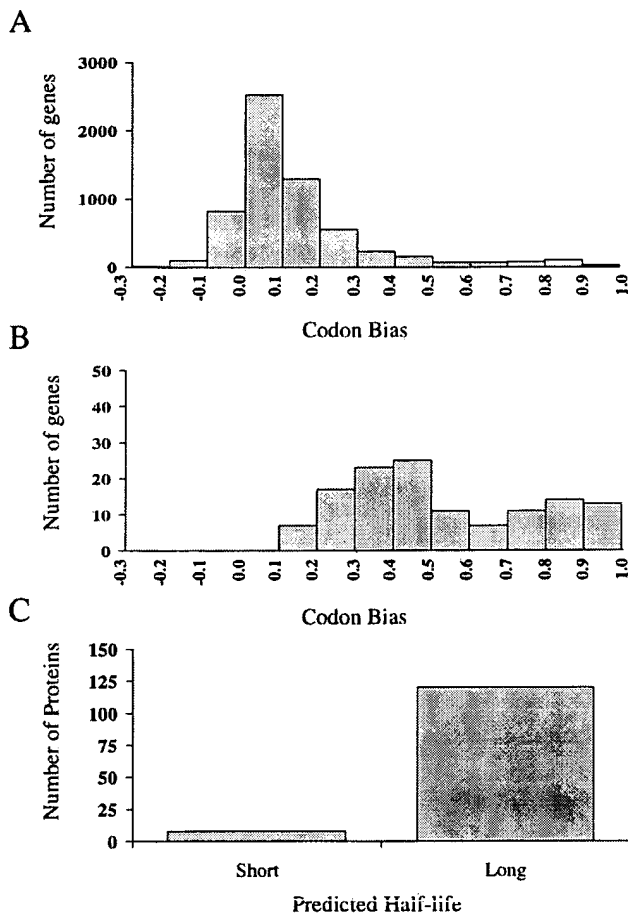 A
Number of genes
3000
2000
1000
0
-0.3 -0.2 -0.1 0.0 0.1 0.2 0.3 0.4 0.5 0.6 0.7 0.8 0.9 1.0
Codon Bias
B
Number of genes
50
40
30
20
10
0
-0.3 -0.2 -0.1 0.0 0.1 0.2 0.3 0.4 0.5 0.6 0.7 0.8 0.9 1.0
Codon Bias
C
Number of Proteins
150
125
100
75
50
25
0
Short Long
Predicted Half-life